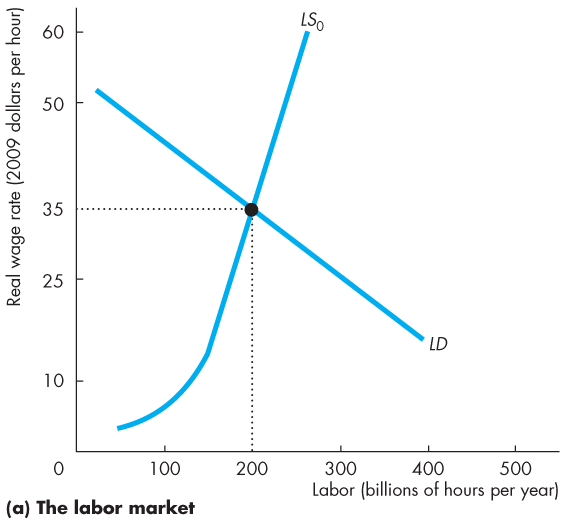 Real wage rate (2009 dollars per hour)
60
50
35
25
10
0
100
200
300
400
500
LS0
LD
Labor (billions of hours per year)
(a) The labor market